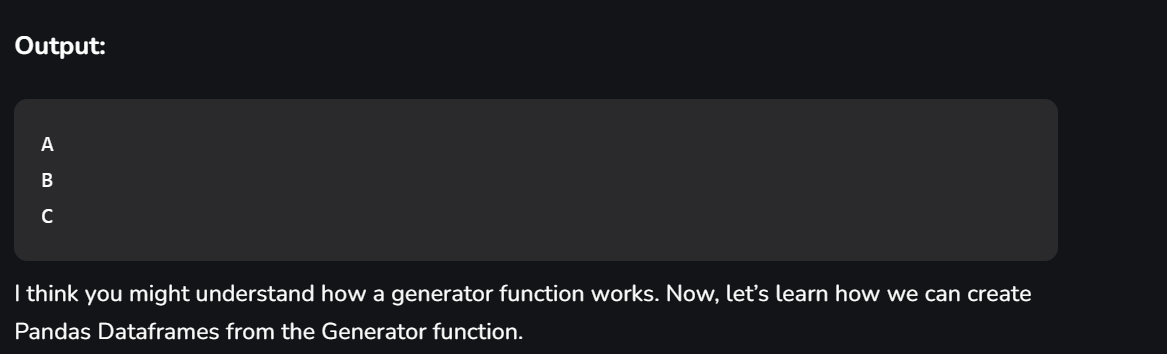 Output:
A
B
C
I think you might understand how a generator function works. Now, let’s learn how we can create
Pandas Dataframes from the Generator function.